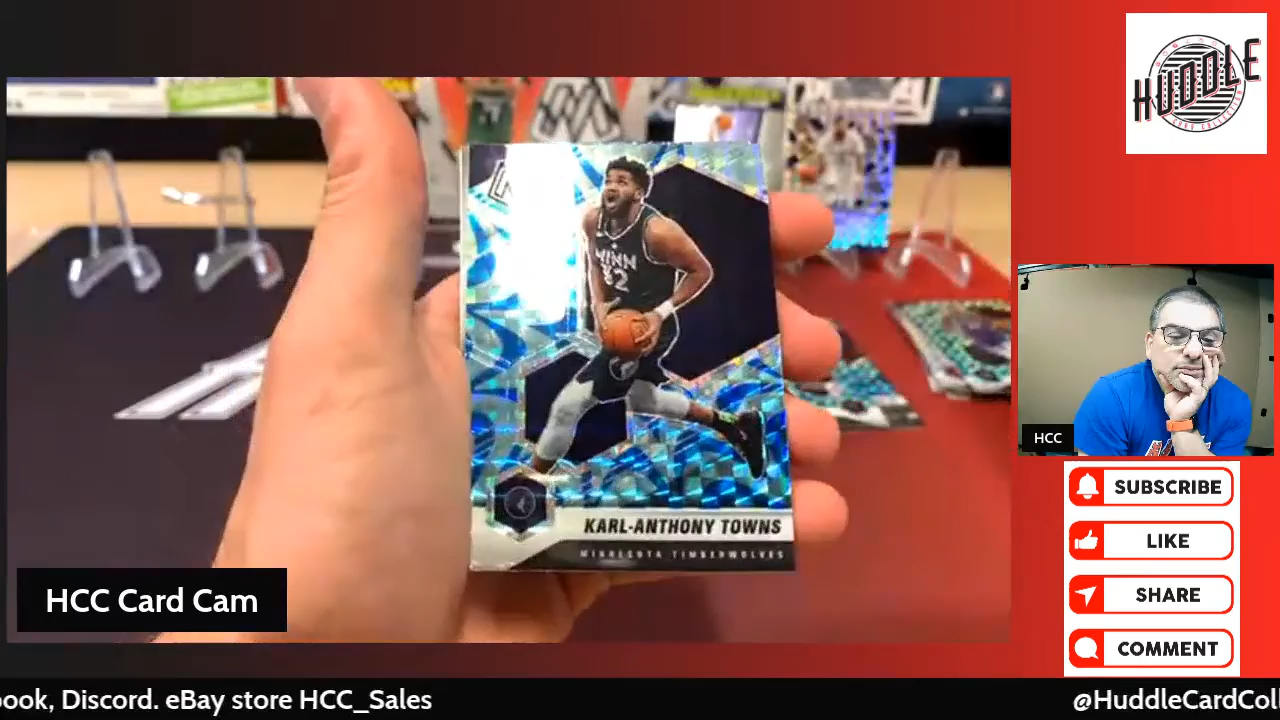 HUDDLE
MINN
32
KARL-ANTHONY TOWNS
MINNESOTA TIMBERWOLVES
HCC
SUBSCRIBE
LIKE
SHARE
COMMENT
HCC Card Cam
ook, Discord. eBay store HCC_Sales
@HuddleCardColl